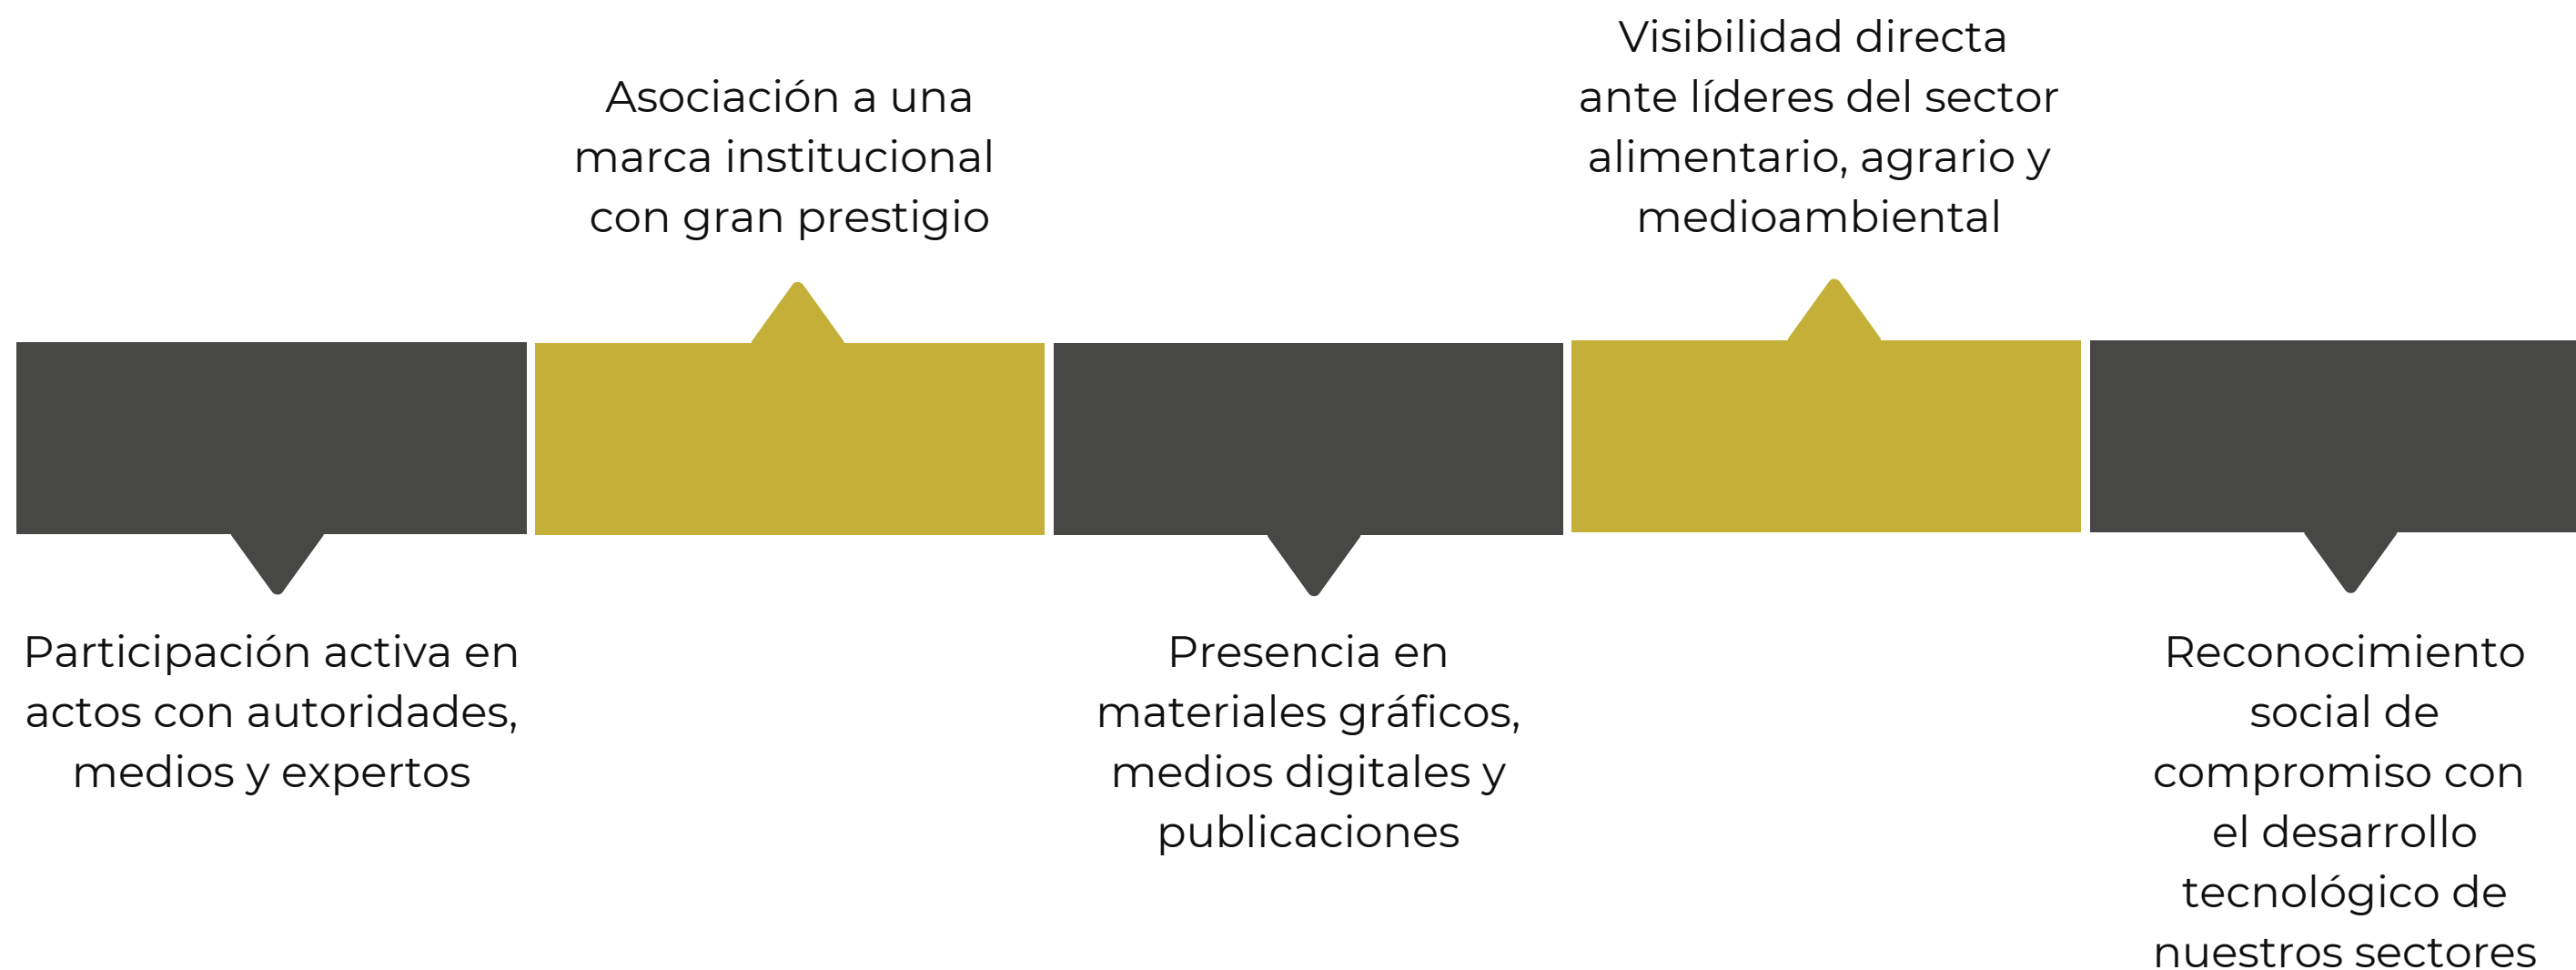 Participación activa en
actos con autoridades,
medios y expertos
Asociación a una
marca institucional
con gran prestigio
Presencia en
materiales gráficos,
medios digitales y
publicaciones
Visibilidad directa
ante líderes del sector
alimentario, agrario y
medioambiental
Reconocimiento
social de
compromiso con
el desarrollo
tecnológico de
nuestros sectores